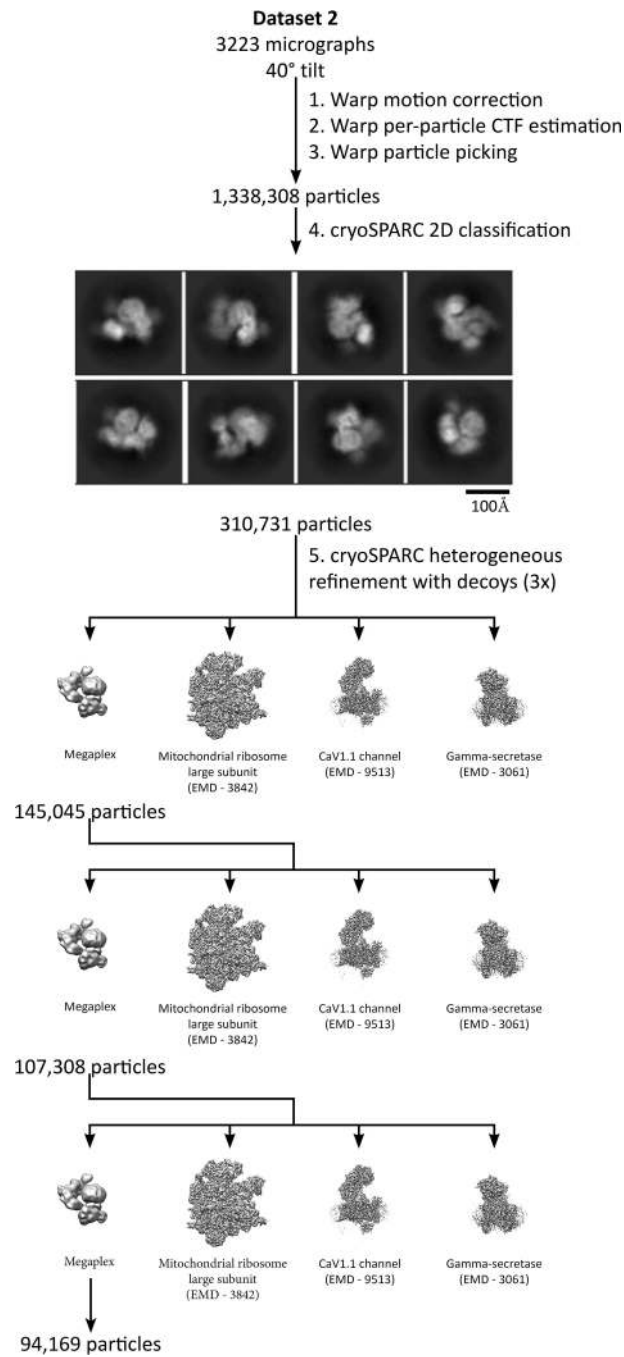 Dataset 2
3223 micrographs
40° tilt
1. Warp motion correction
2. Warp per-particle CTF estimation
3. Warp particle picking
1,338,308 particles
4. cryoSPARC 2D classification
100Å
310,731 particles
5. cryoSPARC heterogeneous
refinement with decoys (3x)
Megaplex
Mitochondrial ribosome
large subunit
(EMD - 3842)
CaV1.1 channel
(EMD - 9513)
Gamma-secretase
(EMD - 3061)
145,045 particles
Megaplex
Mitochondrial ribosome
large subunit
(EMD - 3842)
CaV1.1 channel
(EMD - 9513)
Gamma-secretase
(EMD - 3061)
107,308 particles
Megaplex
Mitochondrial ribosome
large subunit
(EMD - 3842)
CaV1.1 channel
(EMD - 9513)
Gamma-secretase
(EMD - 3061)
94,169 particles